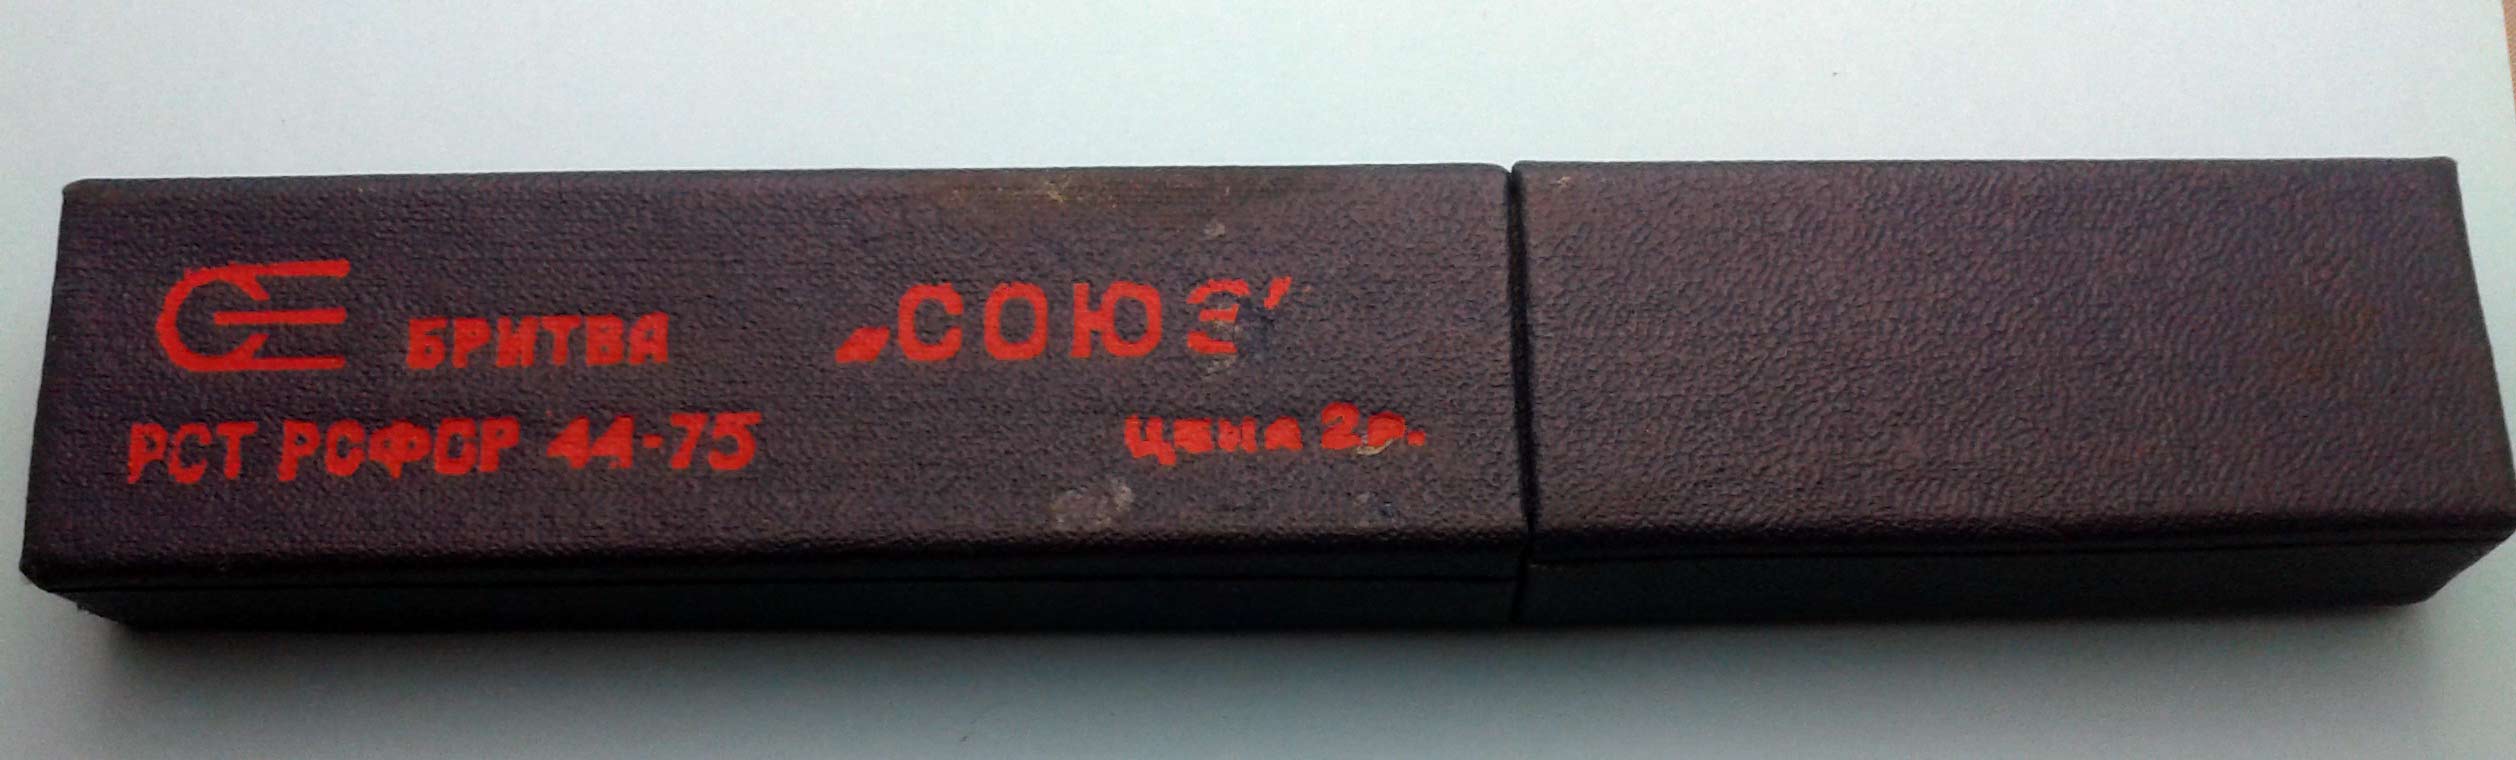 БРИТВА „СОЮЗ"
РСТ РСФСР 44-75 цена 2р.